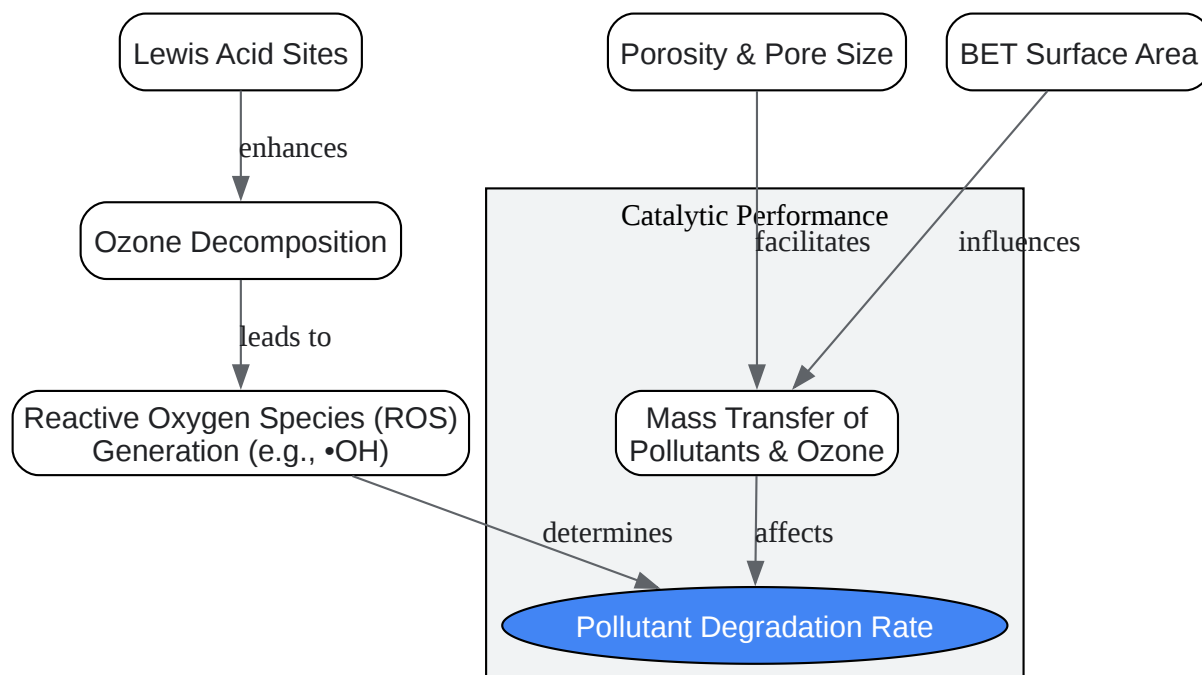 Lewis Acid Sites
Porosity & Pore Size
BET Surface Area
enhances
Catalytic Performance
Ozone Decomposition
facilitates
influences
leads to
Reactive Oxygen Species (ROS)
Generation (e.g., •OH)
Mass Transfer of
Pollutants & Ozone
determines
affects
Pollutant Degradation Rate